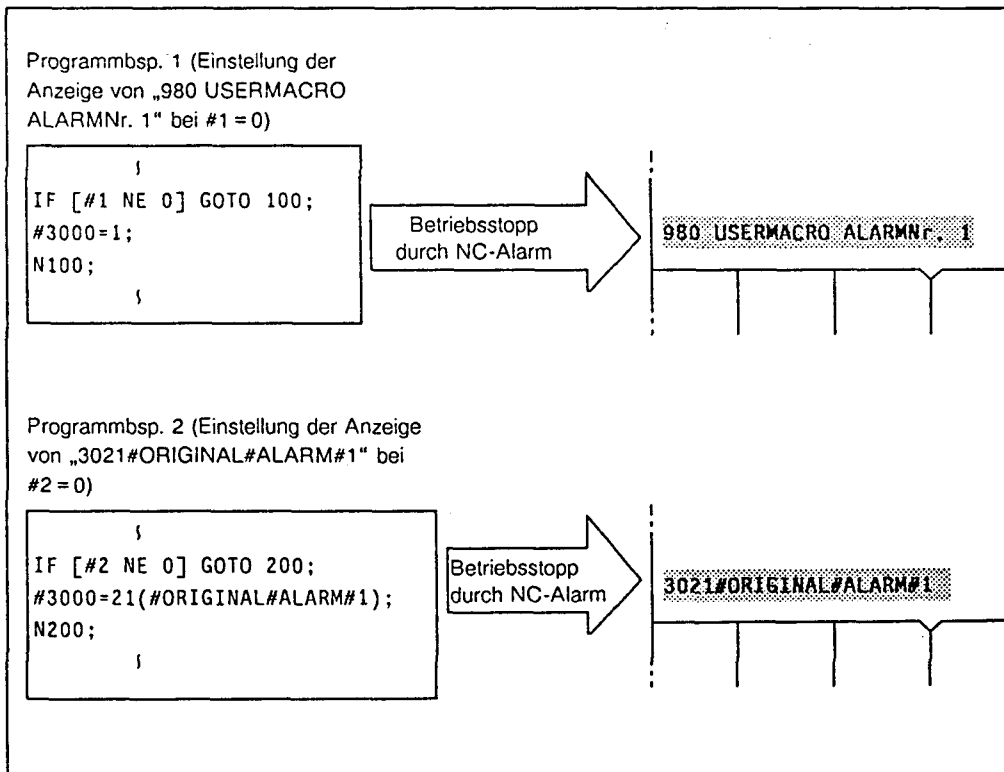 Programmbsp. 1 (Einstellung der
Anzeige von „980 USERMACRO
ALARMNr. 1“ bei #1 = 0)
IF [#1 NE 0] GOTO 100;
#3000=1;
N100;
Betriebsstopp
durch NC-Alarm
980 USERMACRO ALARMNr. 1
Programmbsp. 2 (Einstellung der Anzeige
von „3021#ORIGINAL#ALARM#1“ bei
#2 = 0)
IF [#2 NE 0] GOTO 200;
#3000=21(#ORIGINAL#ALARM#1);
N200;
Betriebsstopp
durch NC-Alarm
3021#ORIGINAL#ALARM#1